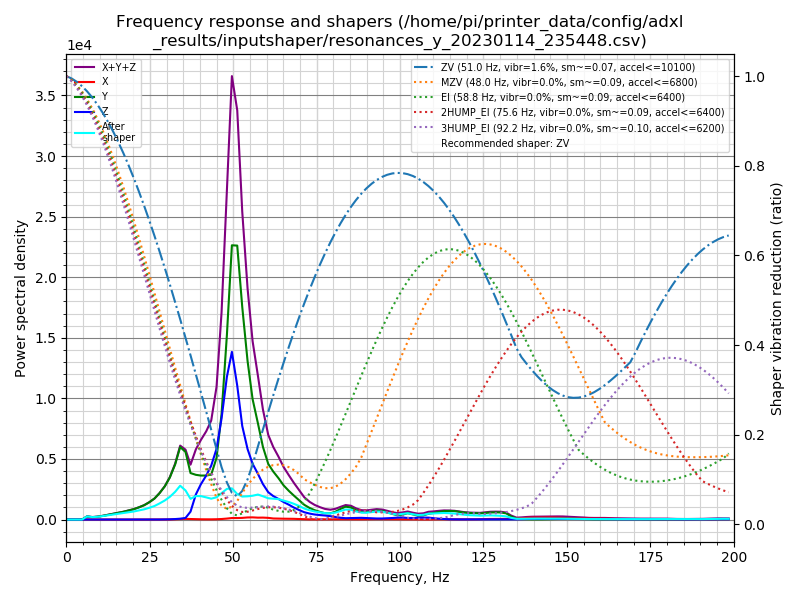 Frequency response and shapers (/home/pi/printer_data/config/adxl
_results/inputshaper/resonances_y_20230114_235448.csv)
1e4
X+Y+Z
X
Y
Z
After
shaper
ZV (51.0 Hz, vibr=1.6%, sm~=0.07, accel<=10100)
MZV (48.0 Hz, vibr=0.0%, sm~=0.09, accel<=6800)
EI (58.8 Hz, vibr=0.0%, sm~=0.09, accel<=6400)
2HUMP_EI (75.6 Hz, vibr=0.0%, sm~=0.09, accel<=6400)
3HUMP_EI (92.2 Hz, vibr=0.0%, sm~=0.10, accel<=6200)
Recommended shaper: ZV
Power spectral density
3.5
3.0
2.5
2.0
1.5
1.0
0.5
0.0
1.0
0.8
0.6
0.4
0.2
0.0
Shaper vibration reduction (ratio)
0 25 50 75 100 125 150 175 200
Frequency, Hz